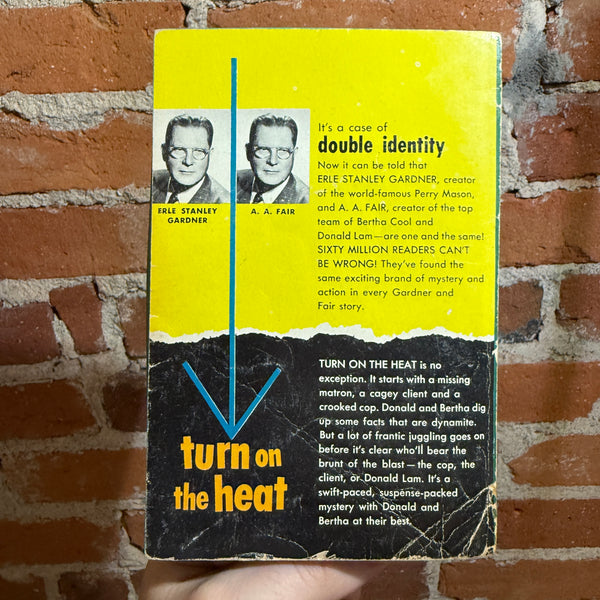 ERLE STANLEY
GARDNER
A. A. FAIR
It's a case of
double identity
Now it can be told that
ERLE STANLEY GARDNER, creator
of the world-famous Perry Mason,
and A. A. FAIR, creator of the top
team of Bertha Cool and
Donald Lam—are one and the same!
SIXTY MILLION READERS CAN'T
BE WRONG! They've found the
same exciting brand of mystery and
action in every Gardner and
Fair story.
turn on
the heat
TURN ON THE HEAT is no
exception. It starts with a missing
matron, a cagey client and a
crooked cop. Donald and Bertha dig
up some facts that are dynamite.
But a lot of frantic juggling goes on
before it's clear who'll bear the
brunt of the blast—the cop, the
client, or Donald Lam. It's a
swift-paced, suspense-packed
mystery with Donald and
Bertha at their best.